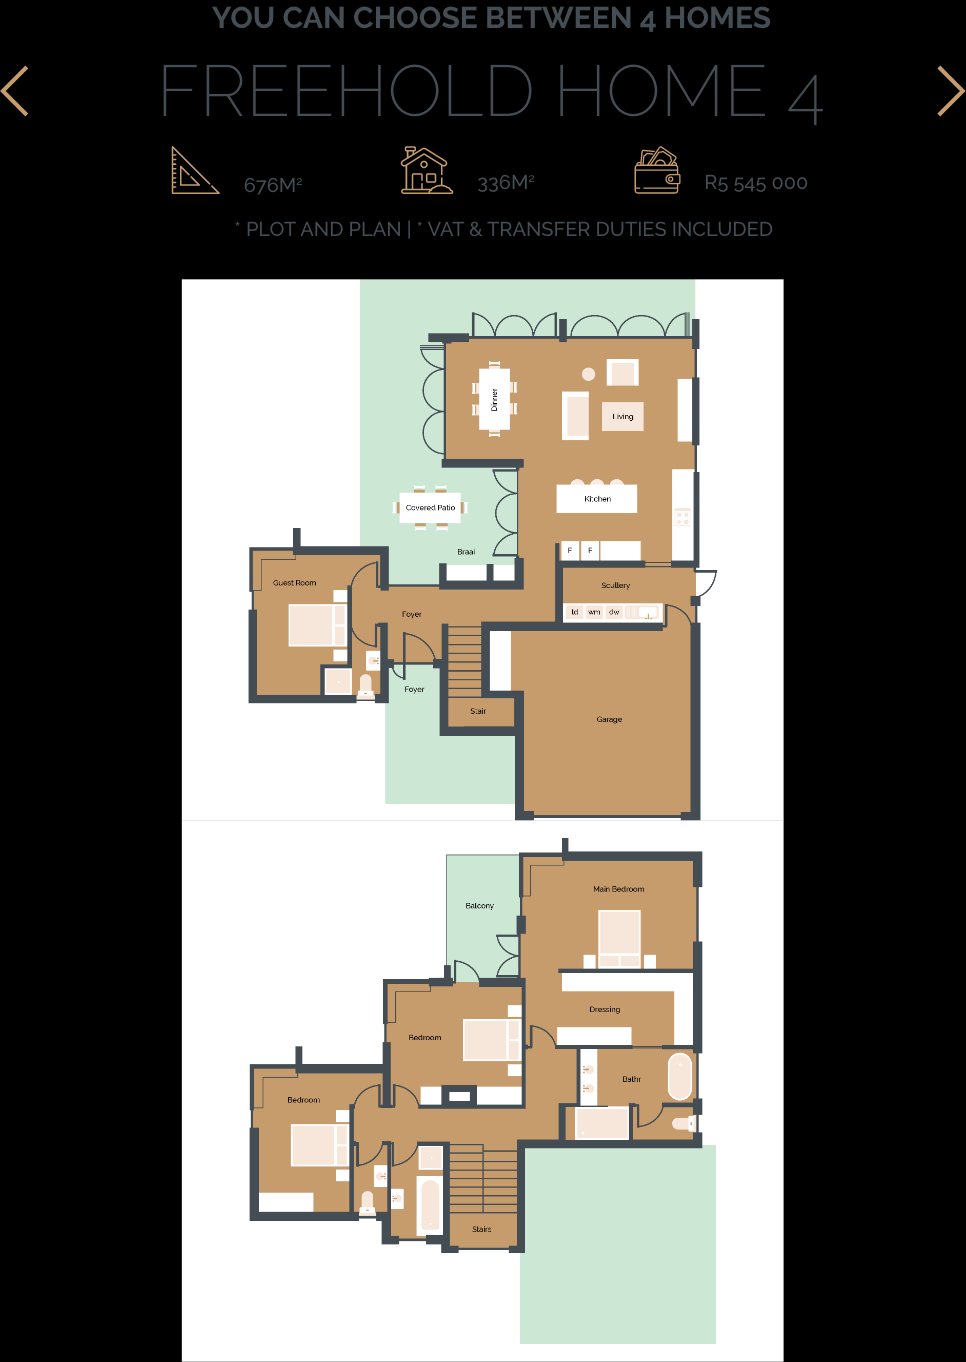 YOU CAN CHOOSE BETWEEN 4 HOMES
FREEHOLD HOME 4
676M²
336M²
R5 545 000
* PLOT AND PLAN | * VAT & TRANSFER DUTIES INCLUDED
Dinner
Living
Kitchen
Covered Patio
Braai
F F
Guest Room
Scullery
td wm dw
Foyer
Foyer
Stair
Garage
Main Bedroom
Balcony
Dressing
Bedroom
Bathr
Bedroom
Stairs